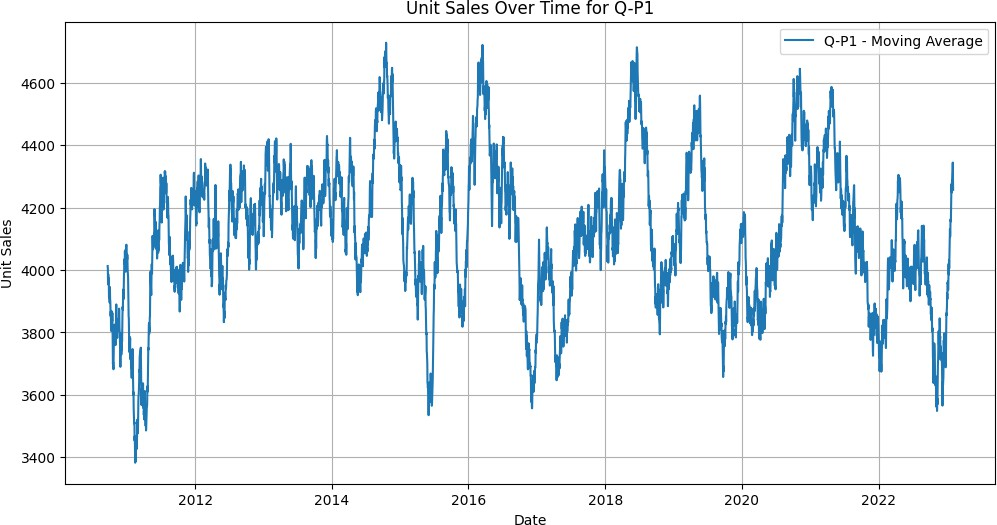 Unit Sales Over Time for Q-P1
Q-P1 - Moving Average
Unit Sales
4600
4400
4200
4000
3800
3600
3400
2012 2014 2016 2018 2020 2022
Date